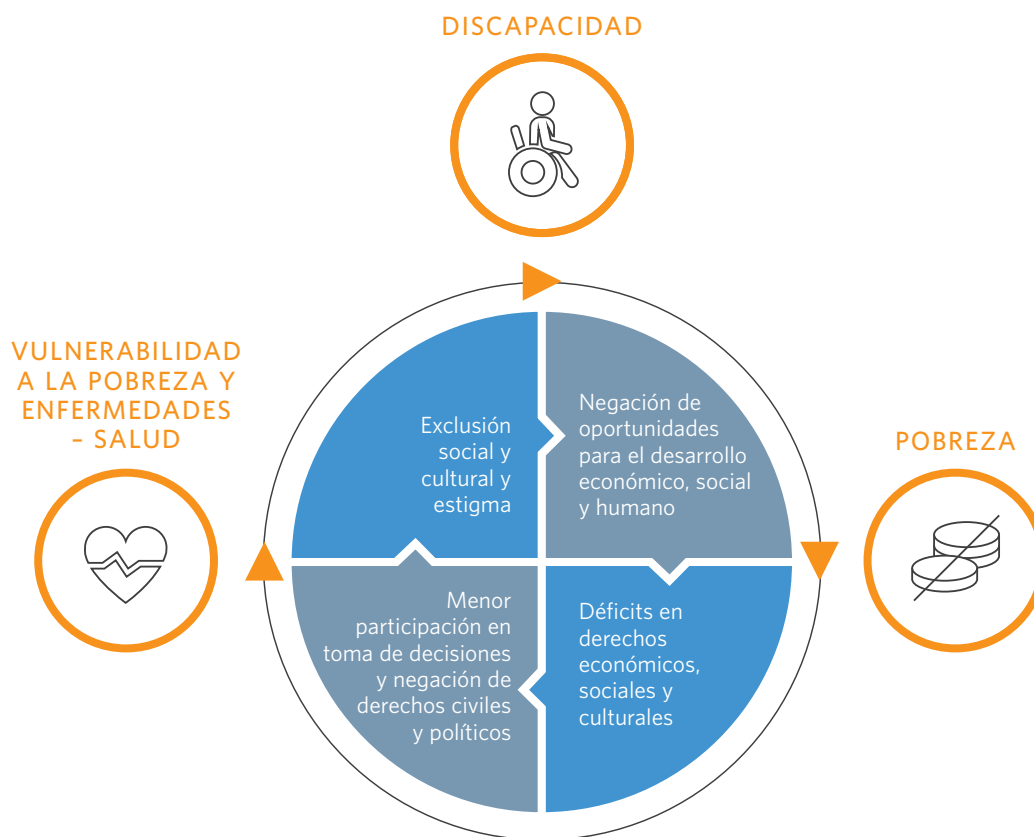 DISCAPACIDAD
VULNERABILIDAD
A LA POBREZA Y
ENFERMEDADES
– SALUD
Exclusión
social y
cultural y
estigma
Negación de
oportunidades
para el desarrollo
económico, social
y humano
POBREZA
Menor
participación en
toma de decisiones
y negación de
derechos civiles
y políticos
Déficits en
derechos
económicos,
sociales y
culturales